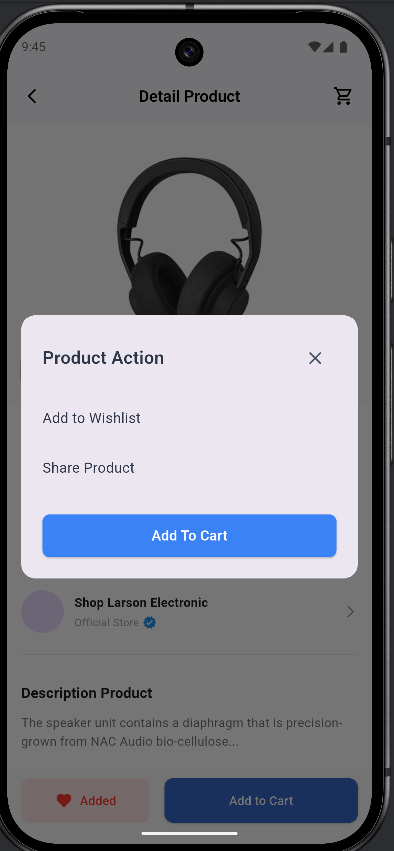 9:45
Detail Product
Product Action
Add to Wishlist
Share Product
Add To Cart
Shop Larson Electronic
Official Store
Description Product
The speaker unit contains a diaphragm that is precision-
grown from NAC Audio bio-cellulose...
Added
Add to Cart